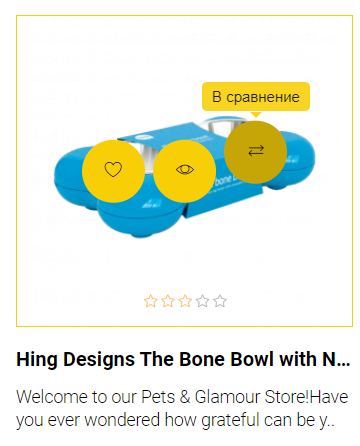 В сравнение
bone b
Hing Designs The Bone Bowl with N...
Welcome to our Pets & Glamour Store!Have
you ever wondered how grateful can be y..